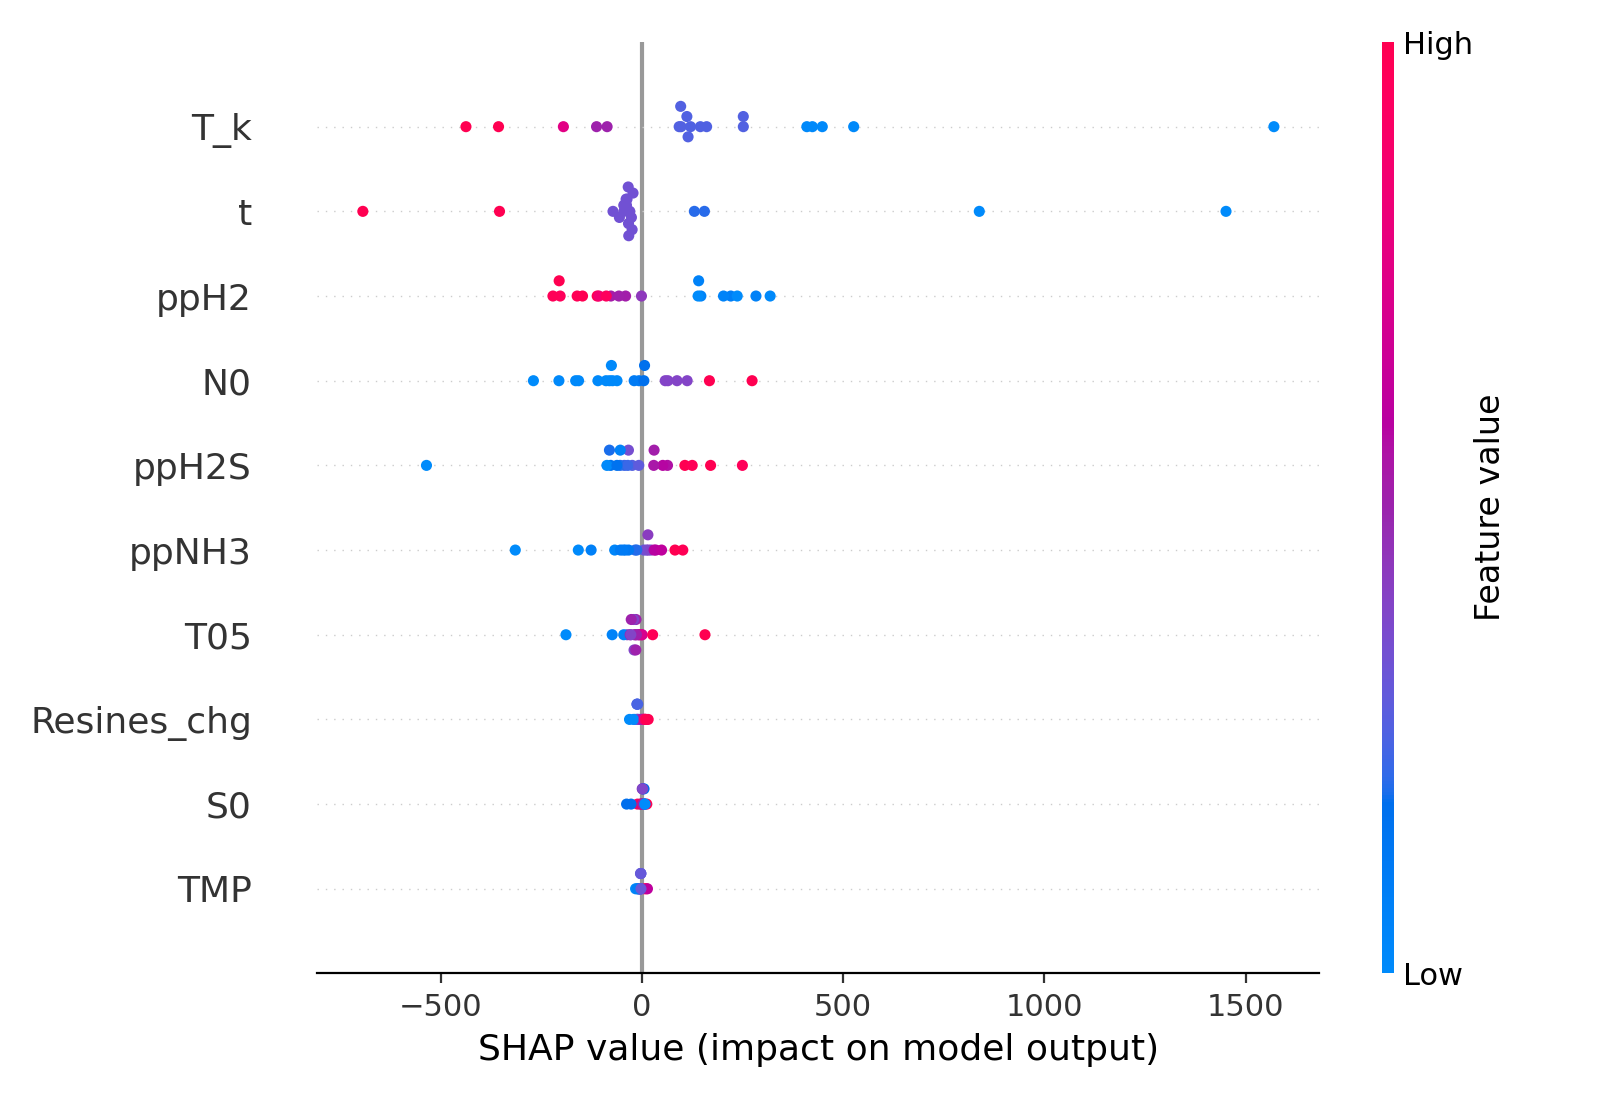 High
T_k
t
ppH2
N0
ppH2S
ppNH3
T05
Resines_chg
S0
TMP
Feature value
Low
−500 0 500 1000 1500
SHAP value (impact on model output)